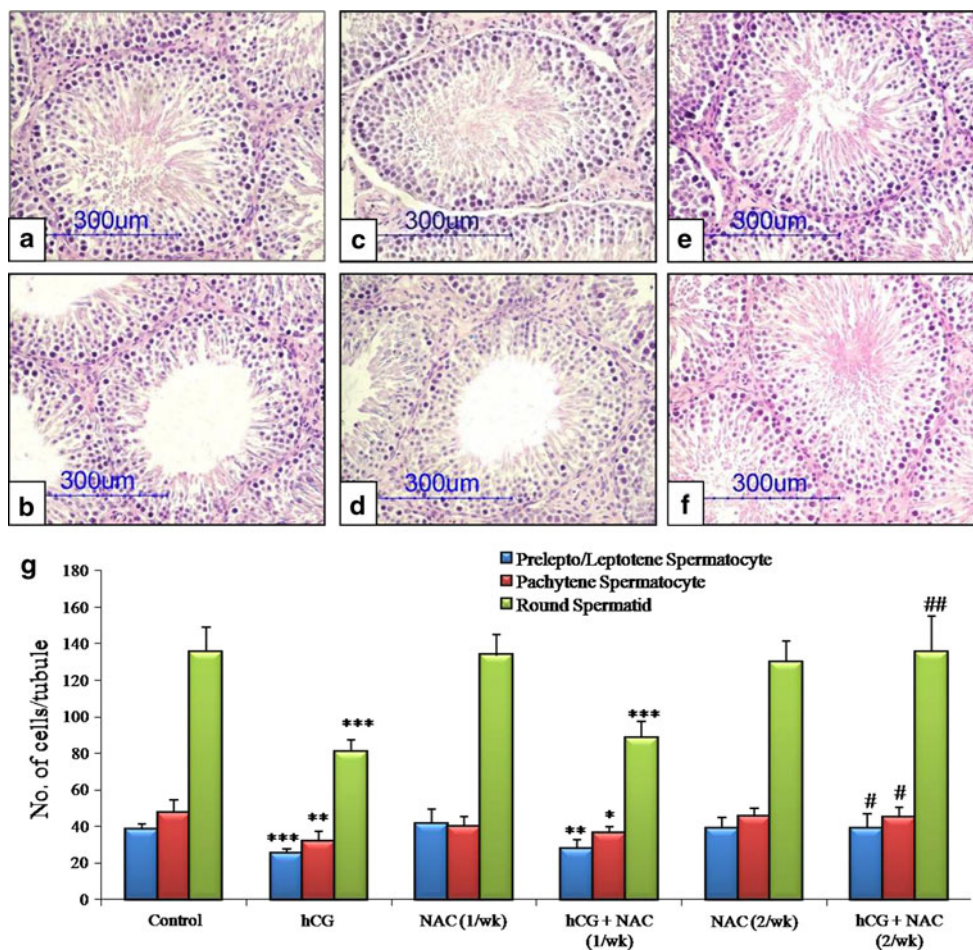 300um
a
300um
c
300um
e
300um
b
300um
d
300um
f
g
Prelepto/Leptotene Spermatocyte
Pachytene Spermatocyte
Round Spermatid
No. of cells/tubule
180
160
140
120
100
80
60
40
20
0
***
**
***
**
*
***
#
#
##
Control
hCG
NAC (1/wk)
hCG + NAC
(1/wk)
NAC (2/wk)
hCG + NAC
(2/wk)